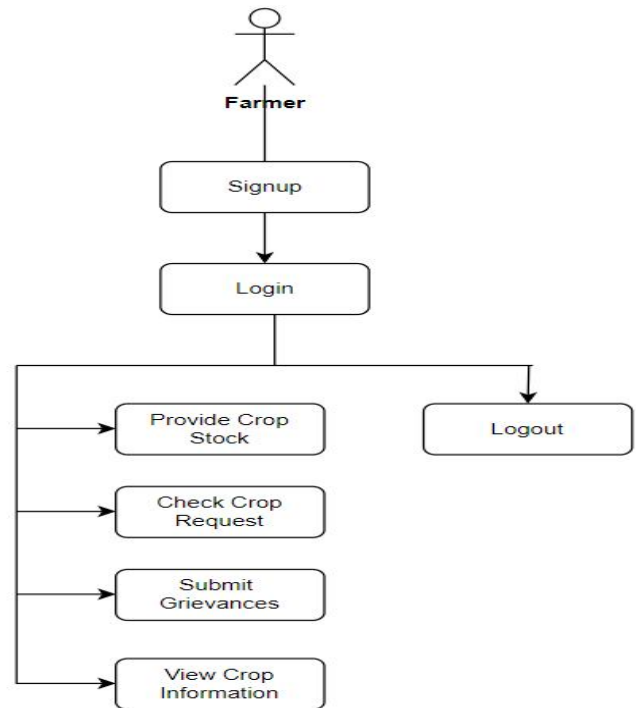 Farmer
Signup
Login
Provide Crop
Stock
Logout
Check Crop
Request
Submit
Grievances
View Crop
Information